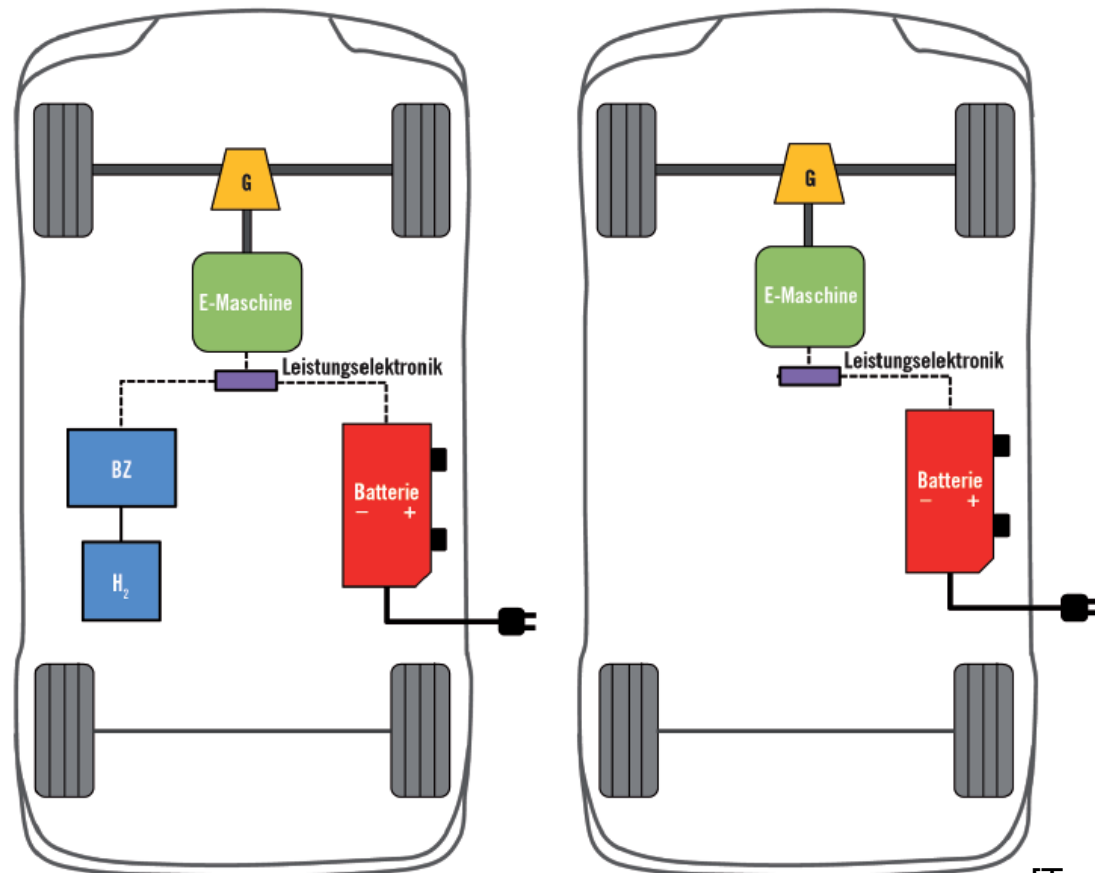 G
E-Maschine
Leistungselektronik
BZ
Batterie
– +
H₂
G
E-Maschine
Leistungselektronik
Batterie
– +